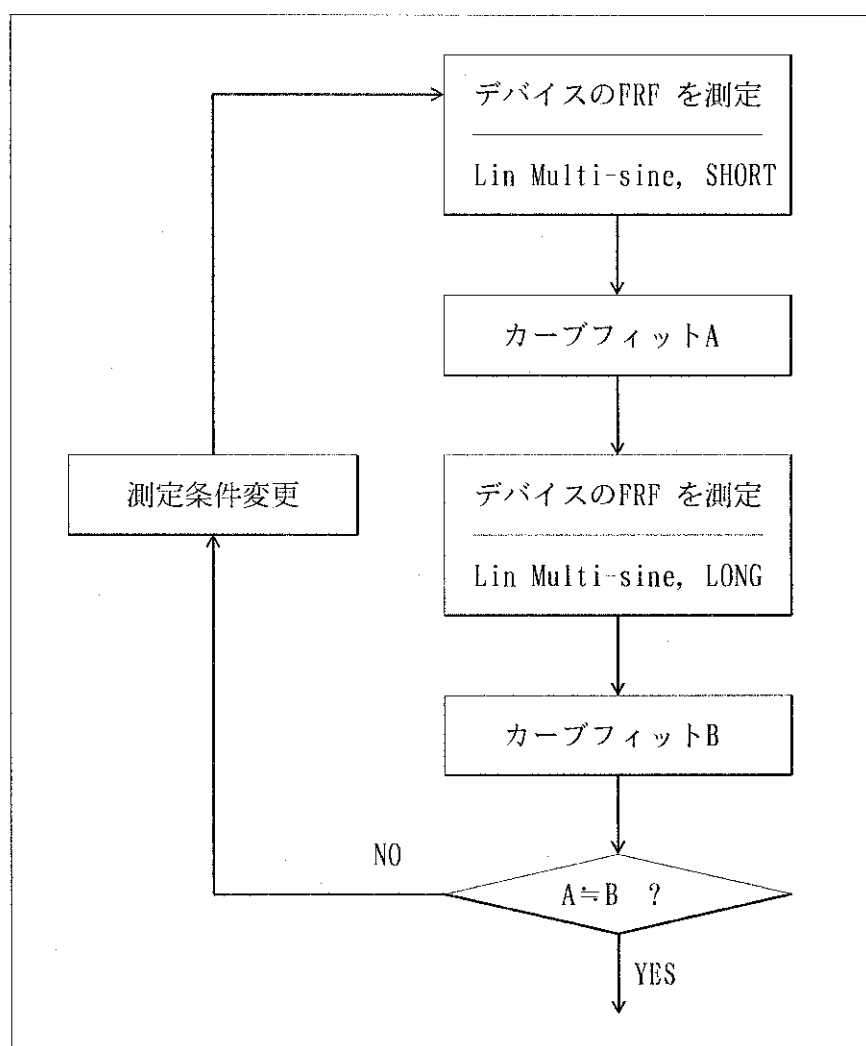 デバイスのFRF を測定
Lin Multi-sine, SHORT
カーブフィットA
測定条件変更
デバイスのFRF を測定
Lin Multi-sine, LONG
カーブフィットB
NO
A≒B ?
YES